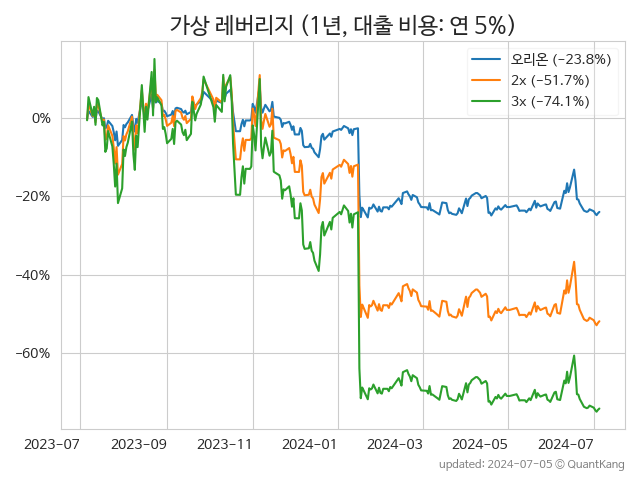 가상 레버리지 (1년, 대출 비용: 연 5%)
오리온 (−23.8%)
2x (−51.7%)
3x (−74.1%)
0%
−20%
−40%
−60%
2023-07 2023-09 2023-11 2024-01 2024-03 2024-05 2024-07
updated: 2024-07-05 © QuantKang